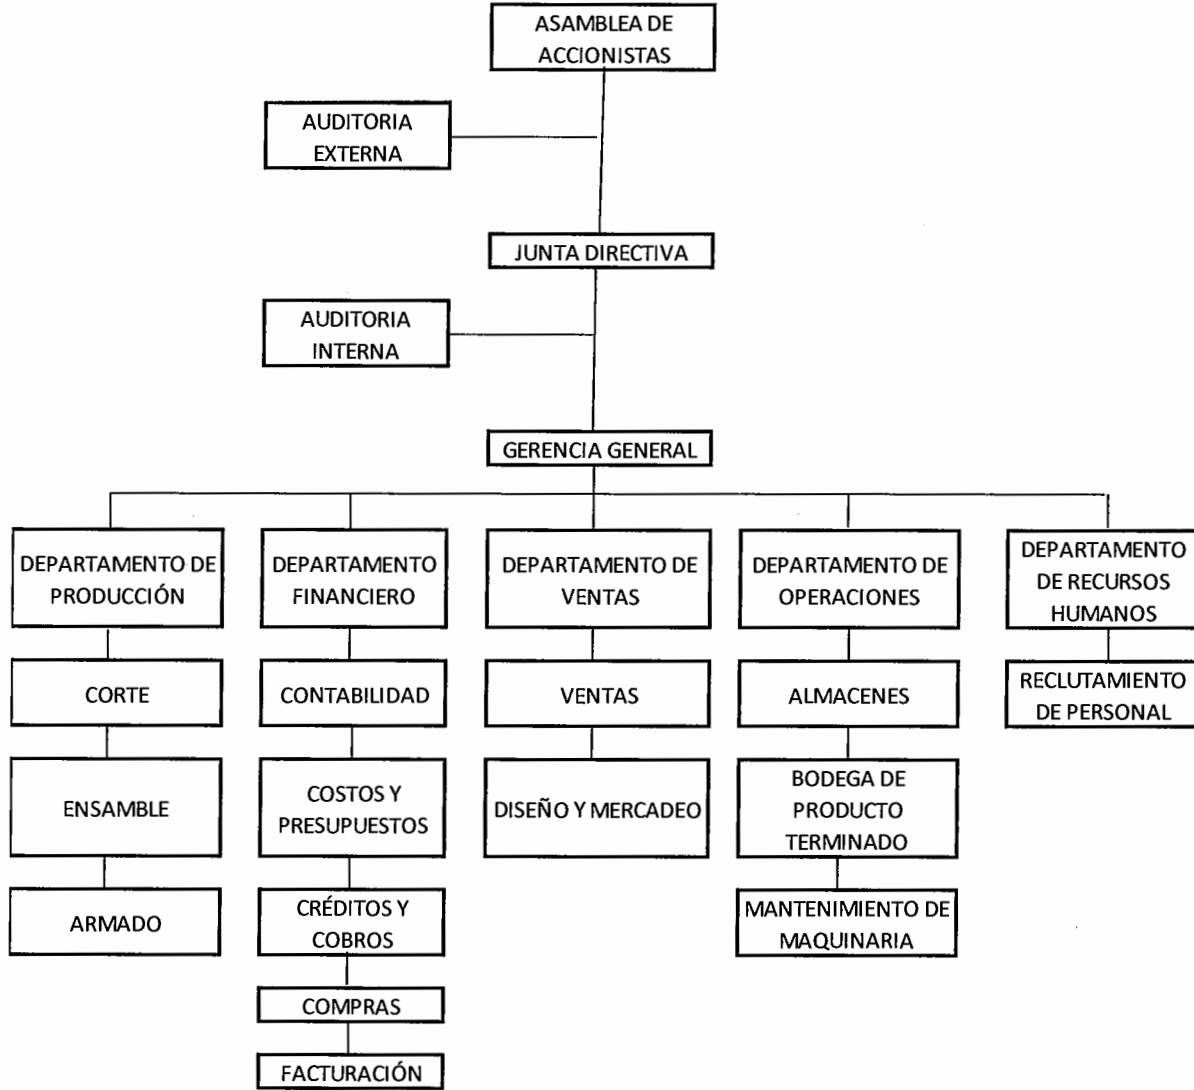 ASAMBLEA DE
ACCIONISTAS
AUDITORIA
EXTERNA
JUNTA DIRECTIVA
AUDITORIA
INTERNA
GERENCIA GENERAL
DEPARTAMENTO DE
PRODUCCIÓN
DEPARTAMENTO
FINANCIERO
DEPARTAMENTO DE
VENTAS
DEPARTAMENTO DE
OPERACIONES
DEPARTAMENTO
DE RECURSOS
HUMANOS
CORTE
CONTABILIDAD
VENTAS
ALMACENES
RECLUTAMIENTO
DE PERSONAL
ENSAMBLE
COSTOS Y
PRESUPUESTOS
DISEÑO Y MERCADEO
BODEGA DE
PRODUCTO
TERMINADO
ARMADO
CRÉDITOS Y
COBROS
MANTENIMIENTO DE
MAQUINARIA
COMPRAS
FACTURACIÓN